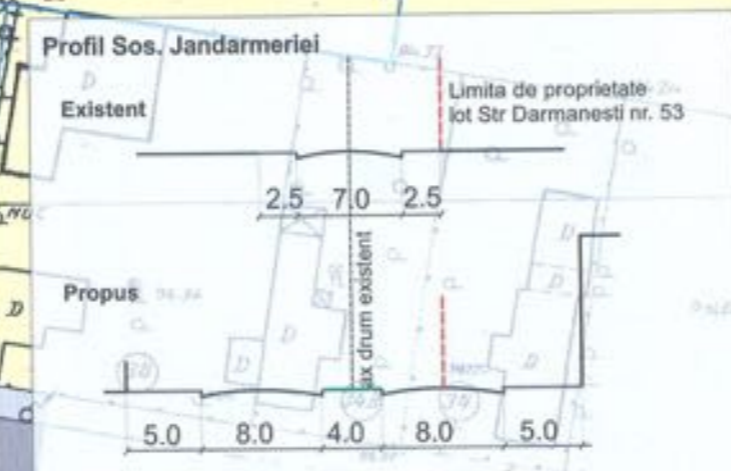 Profil Sos. Jandarmeriei
Existent
Limita de proprietate
lot Str Darmanesti nr. 53
2.5 7.0 2.5
ax drum existent
Propus
D
D
D
D
D
D
D
5.0 8.0 4.0 8.0 5.0